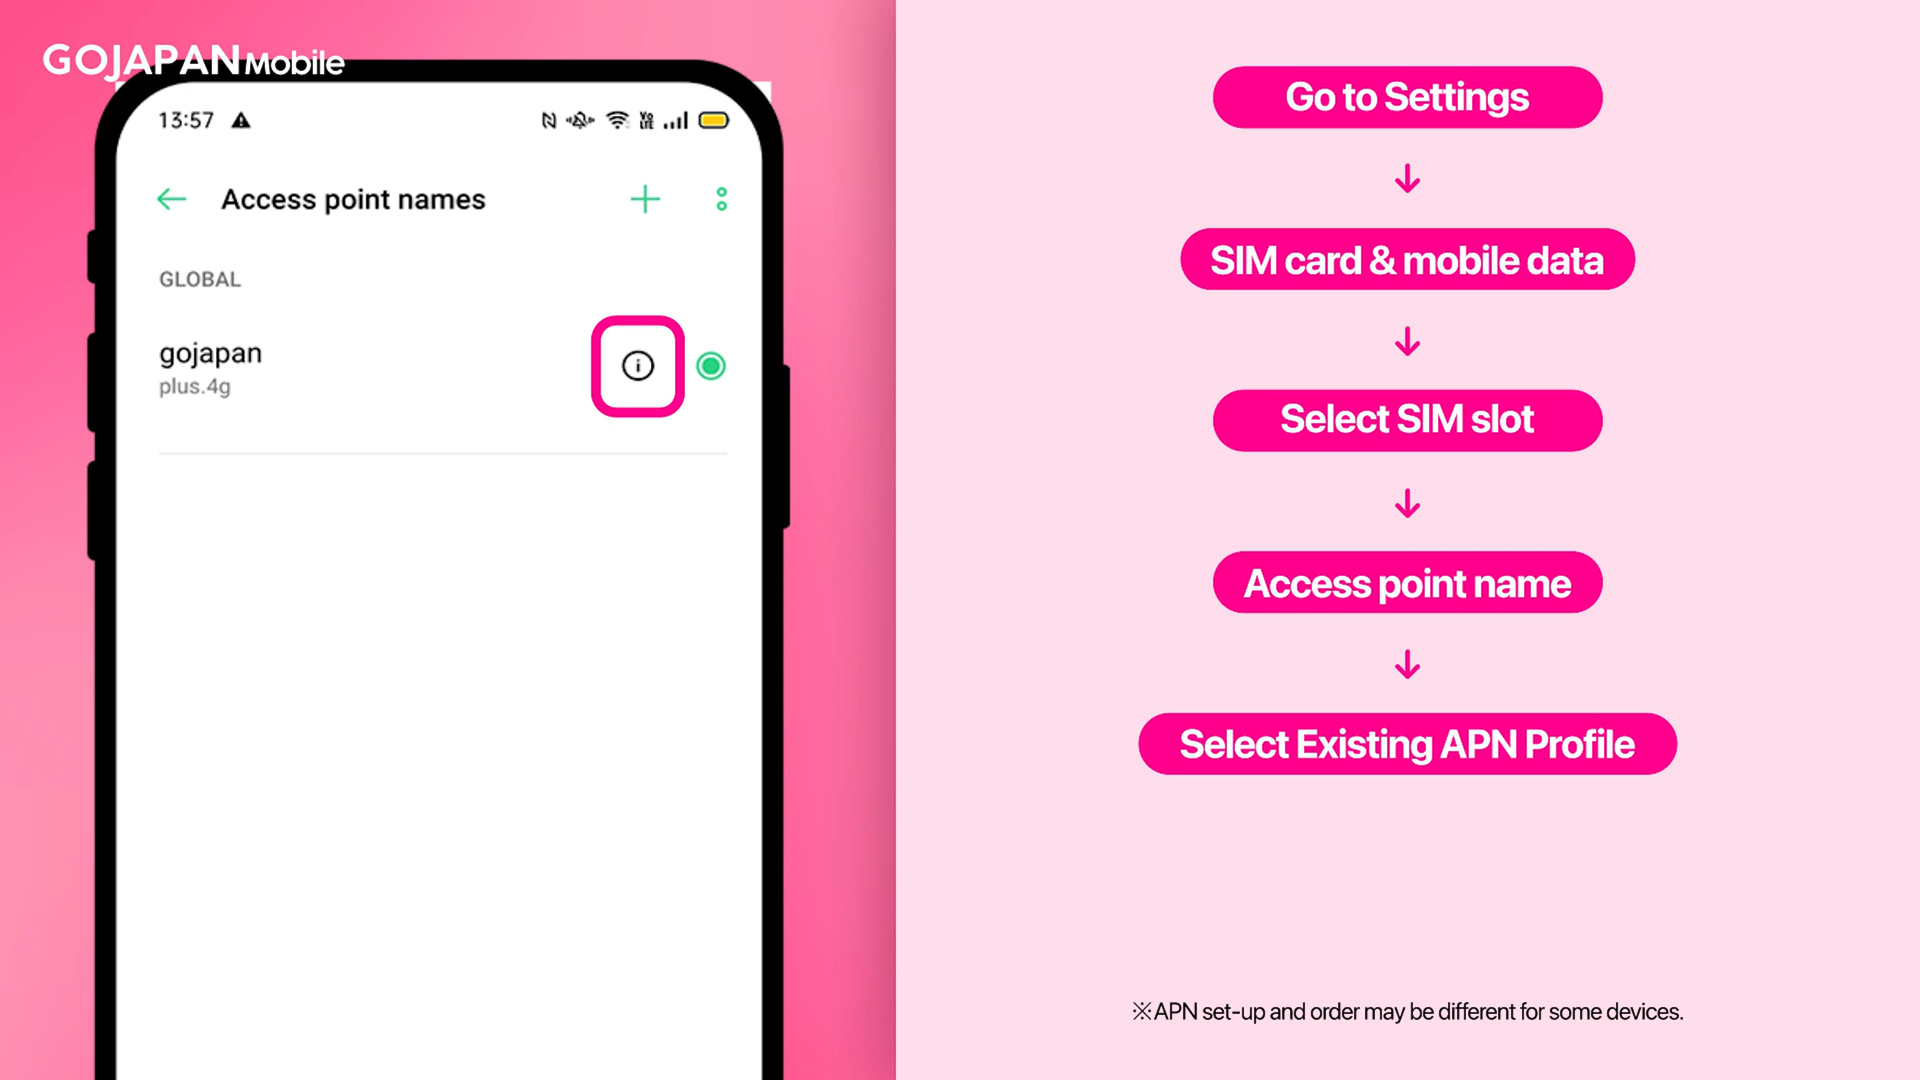 GOJAPAN Mobile
13:57
VO
LTE
Access point names
GLOBAL
gojapan
plus.4g
Go to Settings
↓
SIM card & mobile data
↓
Select SIM slot
↓
Access point name
↓
Select Existing APN Profile
※APN set-up and order may be different for some devices.